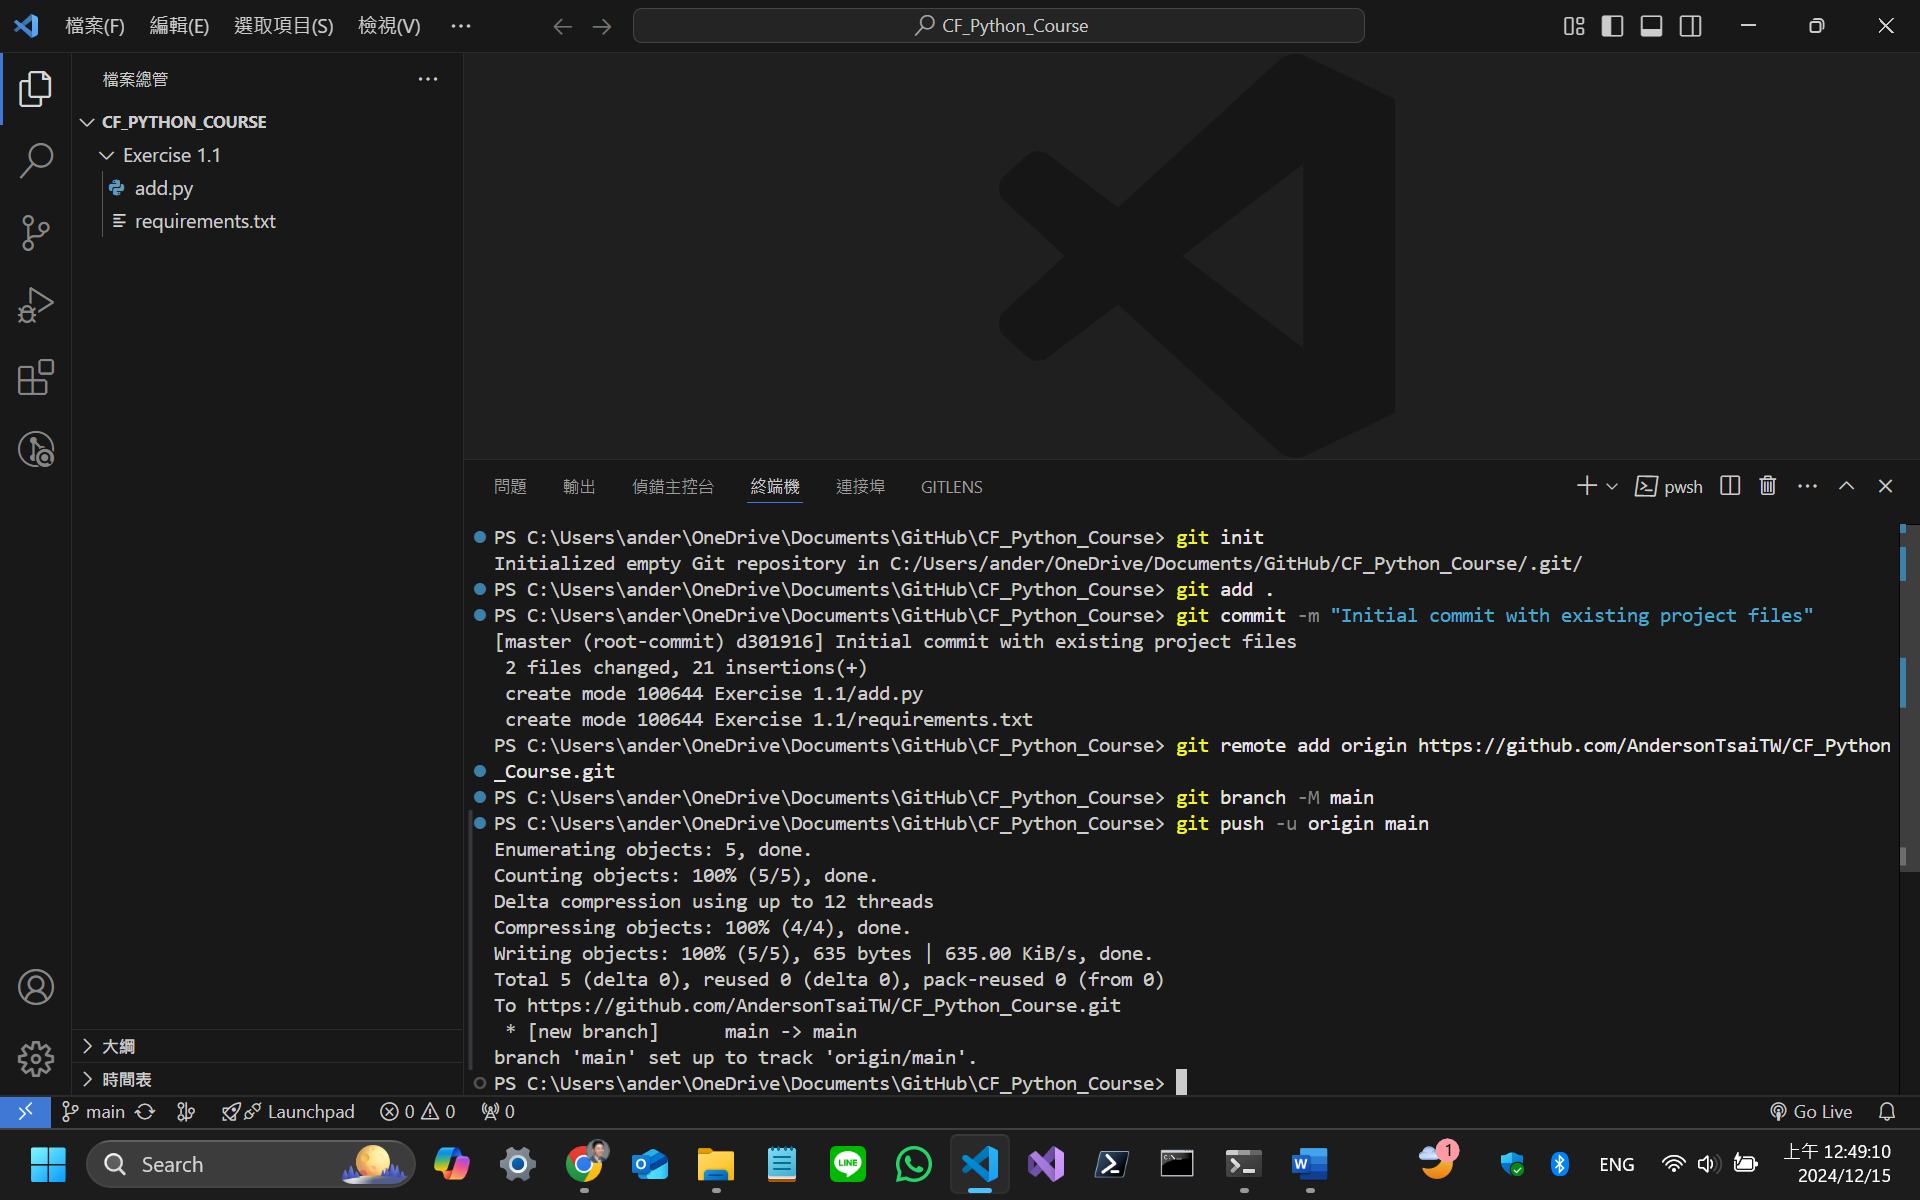 檔案(F) 編輯(E) 選取項目(S) 檢視(V) ··· CF_Python_Course
檔案總管
CF_PYTHON_COURSE
Exercise 1.1
add.py
requirements.txt
問題 輸出 偵錯主控台 終端機 連接埠 GITLENS pwsh
PS C:\Users\ander\OneDrive\Documents\GitHub\CF_Python_Course> git init
Initialized empty Git repository in C:/Users/ander/OneDrive/Documents/GitHub/CF_Python_Course/.git/
PS C:\Users\ander\OneDrive\Documents\GitHub\CF_Python_Course> git add .
PS C:\Users\ander\OneDrive\Documents\GitHub\CF_Python_Course> git commit -m "Initial commit with existing project files"
[master (root-commit) d301916] Initial commit with existing project files
2 files changed, 21 insertions(+)
create mode 100644 Exercise 1.1/add.py
create mode 100644 Exercise 1.1/requirements.txt
PS C:\Users\ander\OneDrive\Documents\GitHub\CF_Python_Course> git remote add origin https://github.com/AndersonTsaiTW/CF_Python
_Course.git
PS C:\Users\ander\OneDrive\Documents\GitHub\CF_Python_Course> git branch -M main
PS C:\Users\ander\OneDrive\Documents\GitHub\CF_Python_Course> git push -u origin main
Enumerating objects: 5, done.
Counting objects: 100% (5/5), done.
Delta compression using up to 12 threads
Compressing objects: 100% (4/4), done.
Writing objects: 100% (5/5), 635 bytes | 635.00 KiB/s, done.
Total 5 (delta 0), reused 0 (delta 0), pack-reused 0 (from 0)
To https://github.com/AndersonTsaiTW/CF_Python_Course.git
* [new branch] main -> main
branch 'main' set up to track 'origin/main'.
PS C:\Users\ander\OneDrive\Documents\GitHub\CF_Python_Course>
大綱
時間表
main Launchpad 0 0 0 Go Live
Search LINE W 1 ENG 上午 12:49:10
2024/12/15